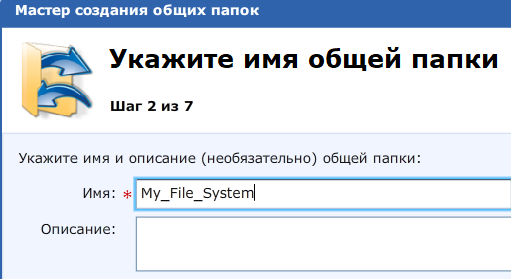 Мастер создания общих папок
Укажите имя общей папки
Шаг 2 из 7
Укажите имя и описание (необязательно) общей папки:
Имя: * My_File_System
Описание: